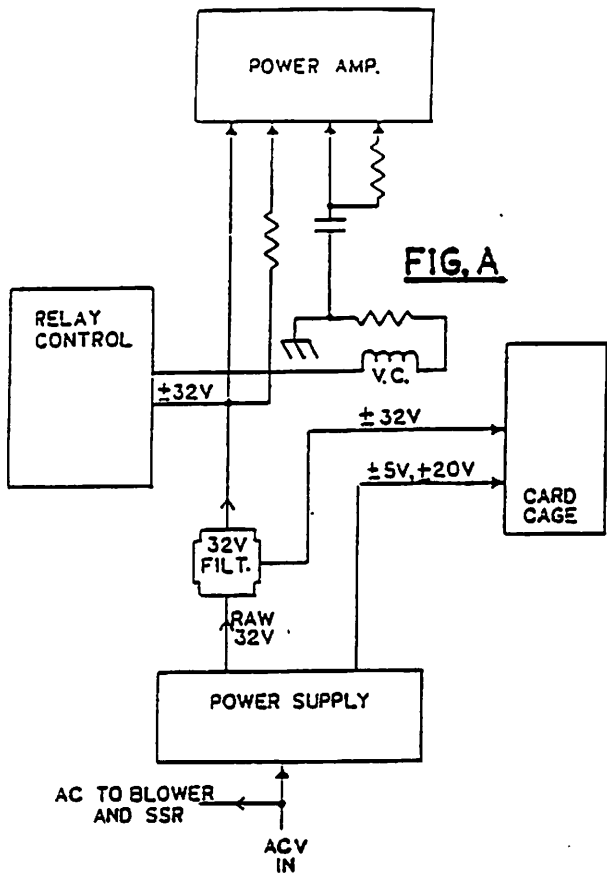 POWER AMP.
FIG. A
RELAY
CONTROL
±32V
V.C.
±32V
±5V,±20V
CARD
CAGE
32V
FILT.
RAW
32V
POWER SUPPLY
AC TO BLOWER
AND SSR
ACV
IN